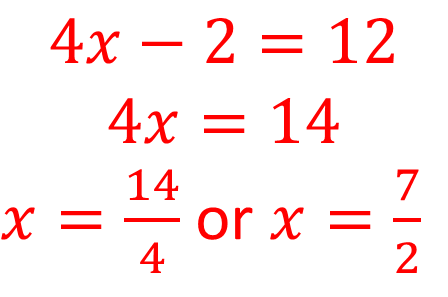 4x − 2 = 12
4x = 14
x = 14/4 or x = 7/2